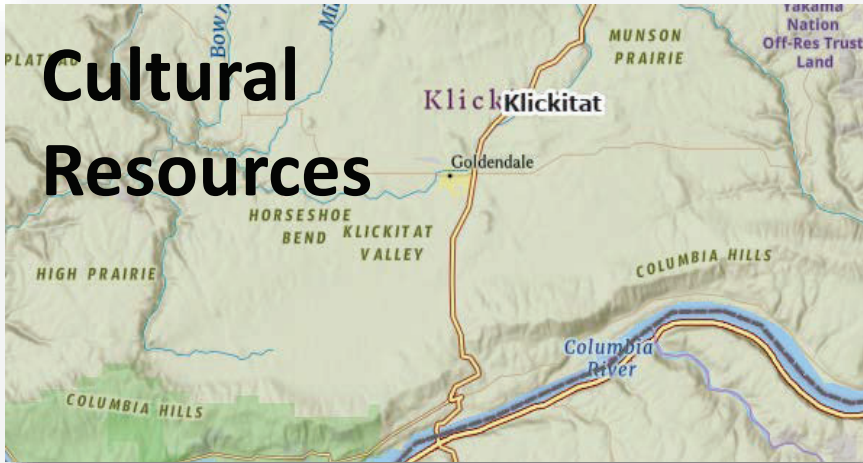 Cultural
Resources
Yakama
Nation
Off-Res Trust
Land
MUNSON
PRAIRIE
Klickitat
Goldendale
HORSESHOE
BEND
KLICKITAT
VALLEY
HIGH PRAIRIE
COLUMBIA HILLS
Columbia
River
COLUMBIA HILLS